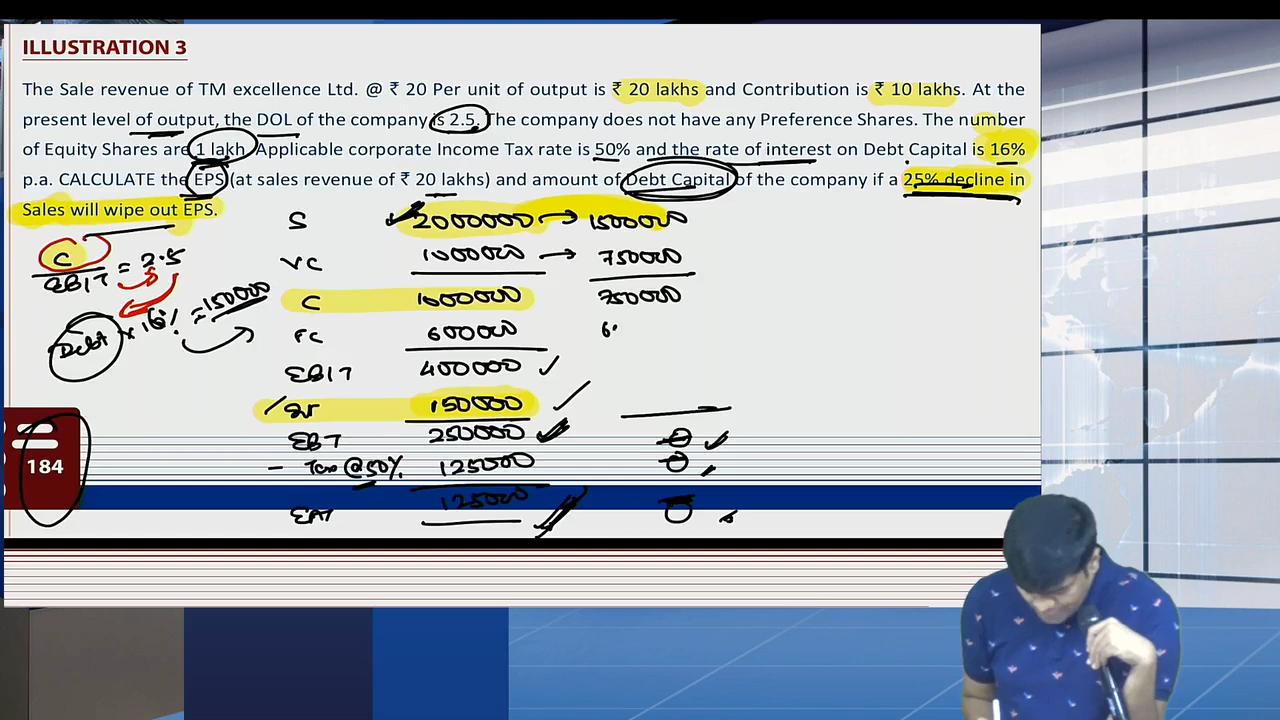 ILLUSTRATION 3
The Sale revenue of TM excellence Ltd. @ ₹ 20 Per unit of output is ₹ 20 lakhs and Contribution is ₹ 10 lakhs. At the
present level of output, the DOL of the company is 2.5. The company does not have any Preference Shares. The number
of Equity Shares are 1 lakh. Applicable corporate Income Tax rate is 50% and the rate of interest on Debt Capital is 16%
p.a. CALCULATE the EPS (at sales revenue of ₹ 20 lakhs) and amount of Debt Capital of the company if a 25% decline in
Sales will wipe out EPS.
S 2000000 → 1500000
VC 1000000 → 750000
C 1000000 750000
FC 600000 6
EBIT 400000
Int 150000
EBT 250000 0
- Tax @50% 125000 0
EAT 125000 0
C
EBIT = 2.5
Debt × 16% = 150000
184